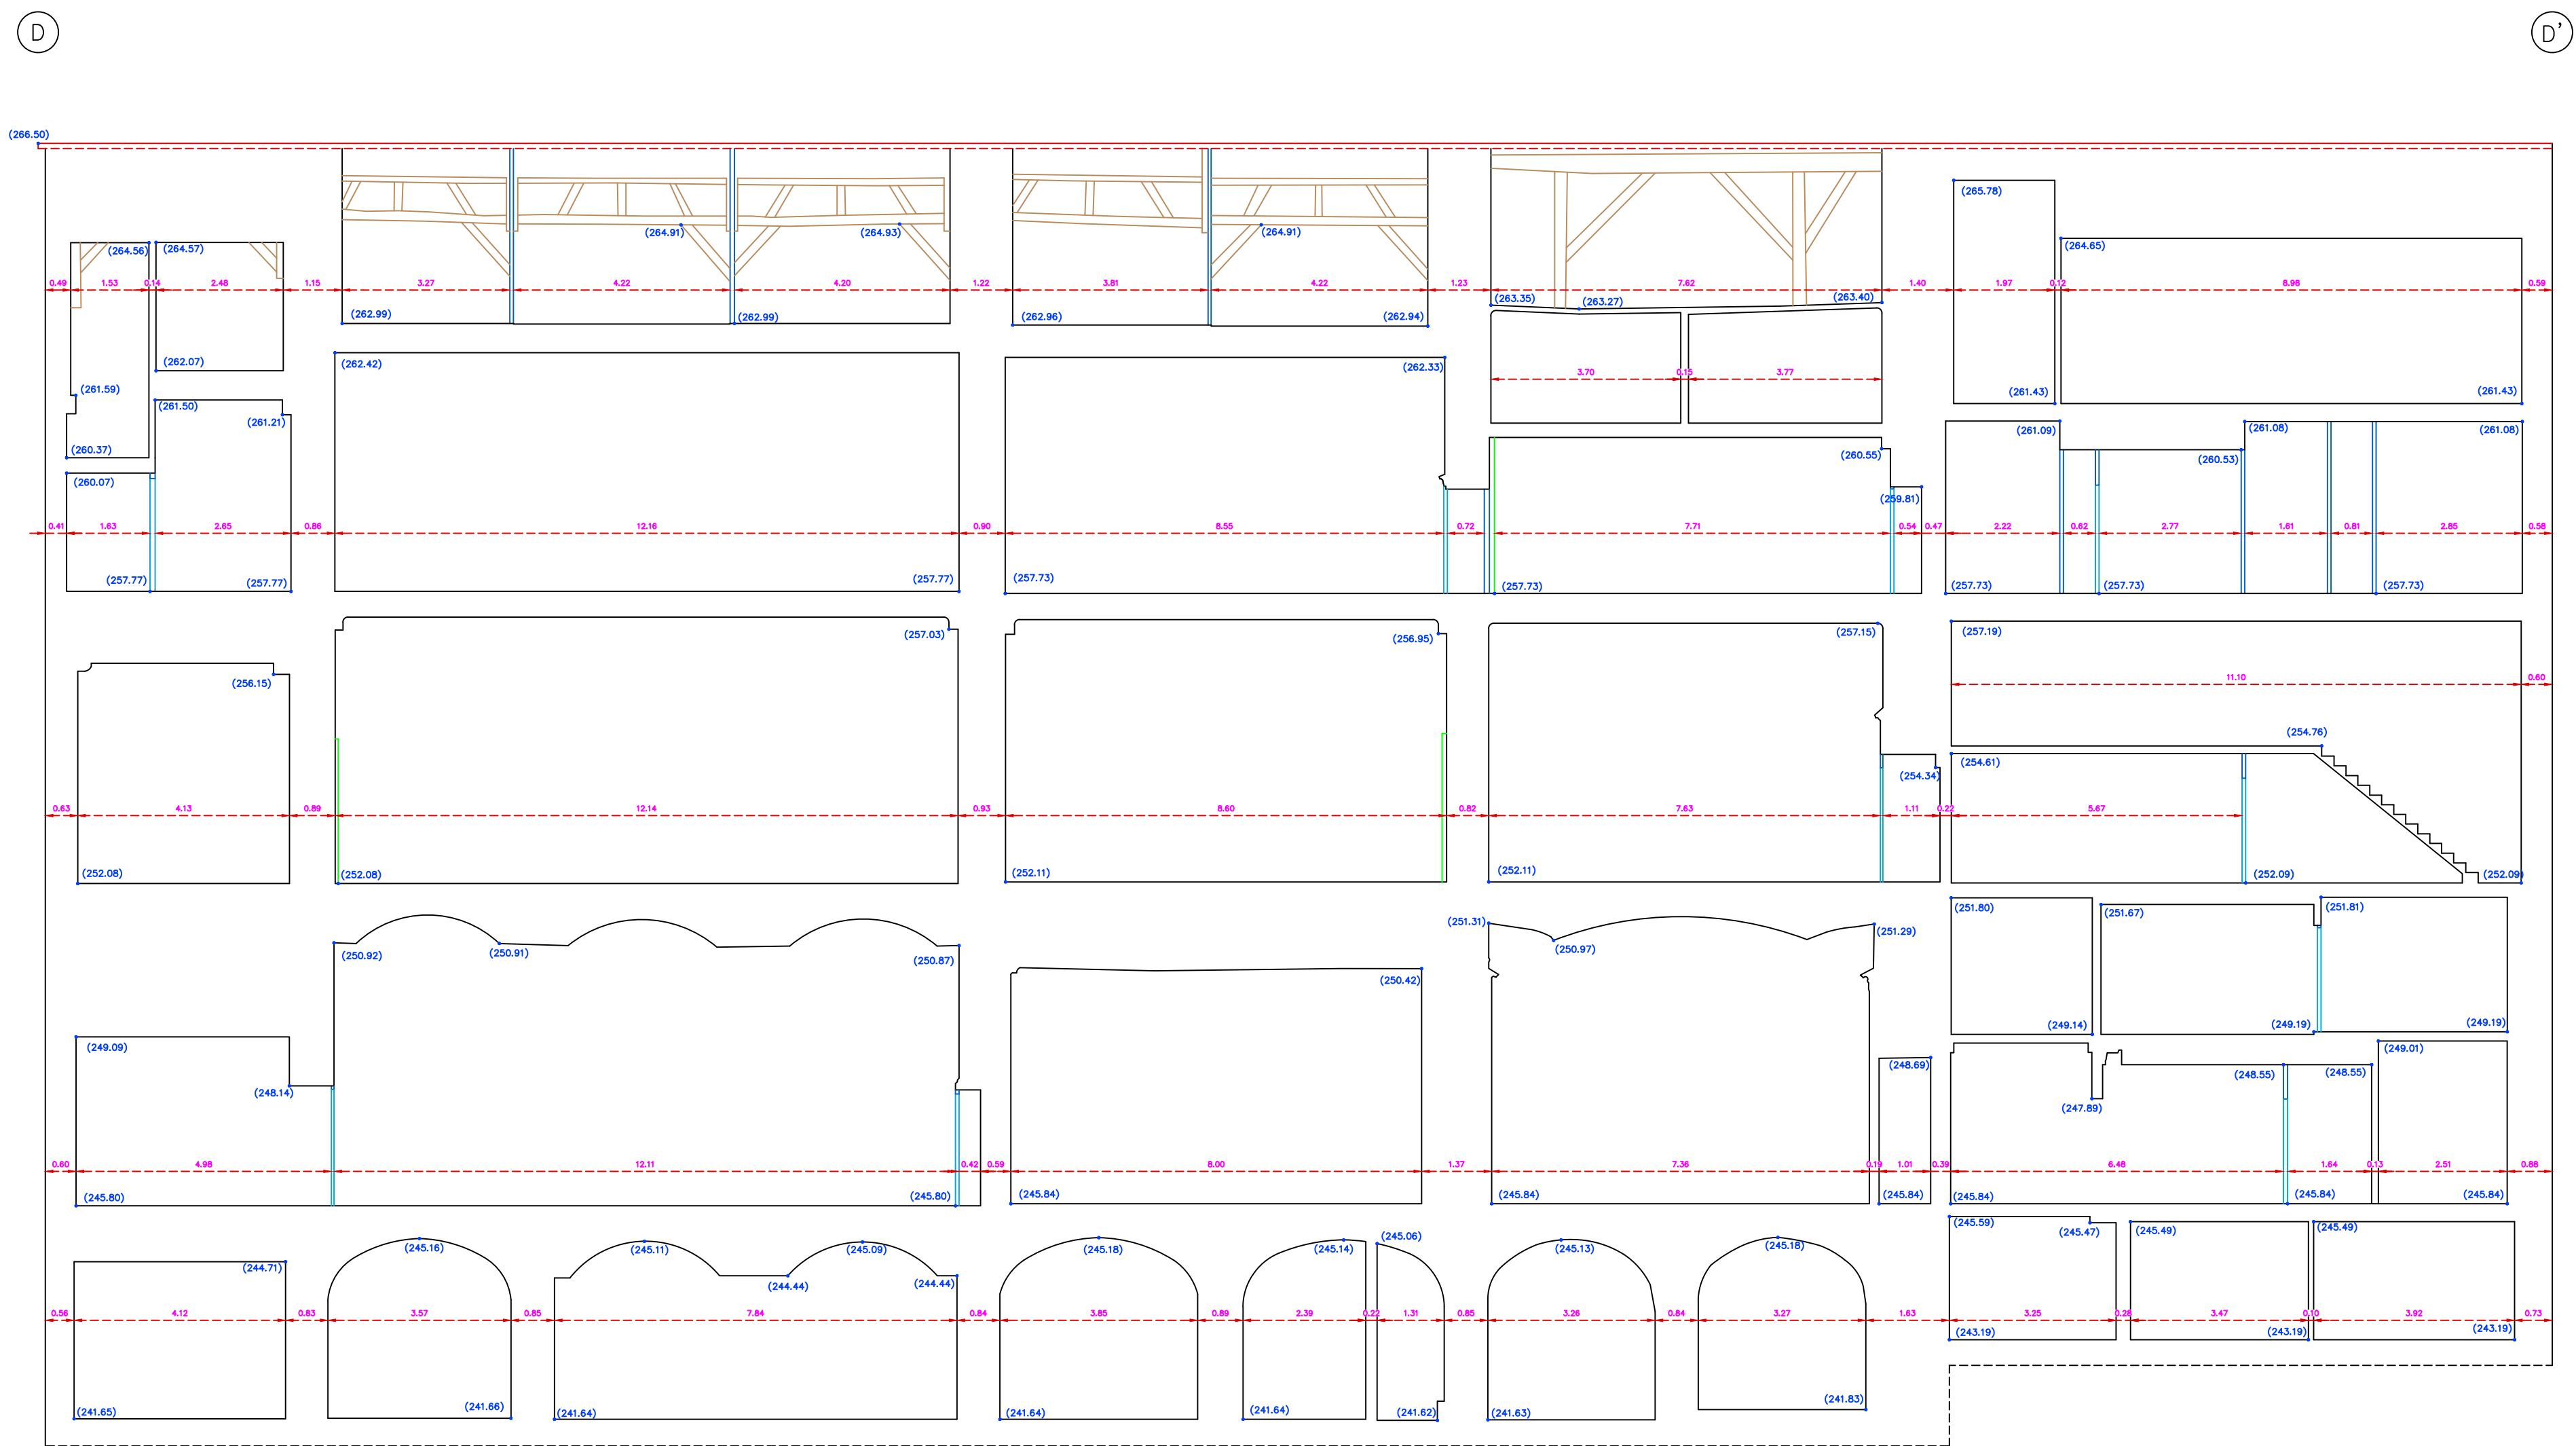 D D'
(266.50)
(265.78)
(264.56) (264.57) (264.91) (264.93) (264.91) (264.65)
0.49 1.53 0.14 2.48 1.15 3.27 4.22 4.20 1.22 3.81 4.22 1.23 7.62 1.40 1.97 0.12 8.98 0.59
(262.99) (262.99) (262.96) (262.94) (263.35) (263.27) (263.40)
(262.07)
(262.42) (262.33) 3.70 0.15 3.77
(261.59) (261.43) (261.43)
(261.50)
(261.21) (261.09) (261.08) (261.08)
(260.37) (260.55) (260.53)
(260.07) (259.81)
0.41 1.63 2.65 0.86 12.16 0.90 8.55 0.72 7.71 0.54 0.47 2.22 0.62 2.77 1.61 0.81 2.85 0.58
(257.77) (257.77) (257.77) (257.73) (257.73) (257.73) (257.73) (257.73)
(257.03) (256.95) (257.15) (257.19)
(256.15) 11.10 0.60
(254.76)
(254.34) (254.61)
0.63 4.13 0.89 12.14 0.93 8.60 0.82 7.63 1.11 0.22 5.67
(252.08) (252.08) (252.11) (252.11) (252.09) (252.09)
(251.80) (251.67) (251.81)
(251.31) (251.29)
(250.92) (250.91) (250.87) (250.97)
(250.42)
(249.14) (249.19) (249.19)
(249.09) (249.01)
(248.14) (248.69) (248.55) (248.55)
(247.89)
0.60 4.98 12.11 0.42 0.59 8.00 1.37 7.36 0.19 1.01 0.39 6.48 1.64 0.13 2.51 0.88
(245.80) (245.80) (245.84) (245.84) (245.84) (245.84) (245.84) (245.84)
(245.16) (245.11) (245.09) (245.18) (245.14) (245.06) (245.13) (245.18) (245.59) (245.47) (245.49) (245.49)
(244.71) (244.44) (244.44)
0.56 4.12 0.83 3.57 0.85 7.84 0.84 3.85 0.89 2.39 0.22 1.31 0.85 3.26 0.84 3.27 1.63 3.25 0.28 3.47 0.10 3.92 0.73
(243.19) (243.19) (243.19)
(241.65) (241.66) (241.64) (241.64) (241.64) (241.62) (241.63) (241.83)